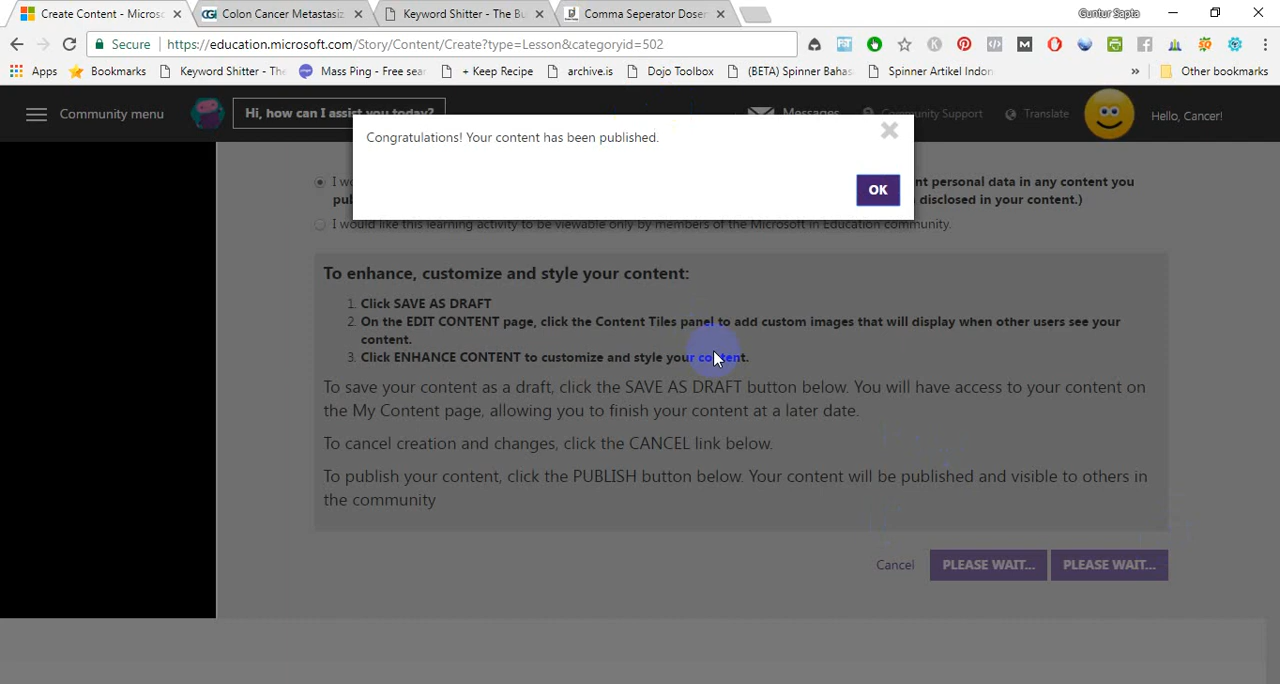 Create Content - Micros
Colon Cancer Metastasiz
Keyword Shitter - The Bu
Comma Seperator Doser
Guntur Sapta
Secure
https://education.microsoft.com/Story/Content/Create?type=Lesson&categoryid=502
Apps
Bookmarks
Keyword Shitter - The
Mass Ping - Free sear
+ Keep Recipe
archive.is
Dojo Toolbox
(BETA) Spinner Bahas
Spinner Artikel Indon
»
Other bookmarks
Community menu
Hi, how can I assist you today?
Messages
Community Support
Translate
Hello, Cancer!
Congratulations! Your content has been published.
OK
I wo
nt personal data in any content you
pul
disclosed in your content.)
I would like this learning activity to be viewable only by members of the Microsoft in Education community.
To enhance, customize and style your content:
1. Click SAVE AS DRAFT
2. On the EDIT CONTENT page, click the Content Tiles panel to add custom images that will display when other users see your
content.
3. Click ENHANCE CONTENT to customize and style your content.
To save your content as a draft, click the SAVE AS DRAFT button below. You will have access to your content on
the My Content page, allowing you to finish your content at a later date.
To cancel creation and changes, click the CANCEL link below.
To publish your content, click the PUBLISH button below. Your content will be published and visible to others in
the community
Cancel
PLEASE WAIT...
PLEASE WAIT...